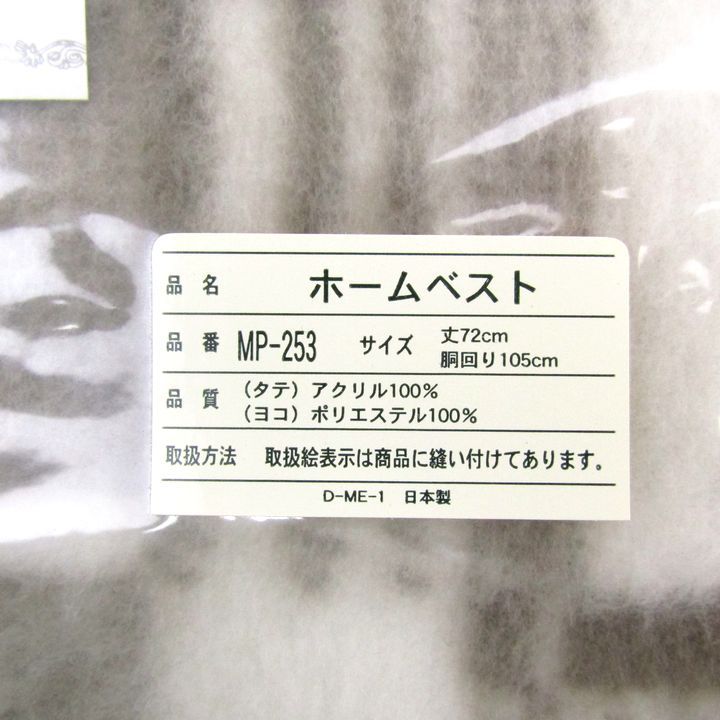 品 名 ホームベスト
品 番 MP-253 サイズ 丈72cm
胴回り105cm
品 質 (タテ) アクリル100%
(ヨコ) ポリエステル100%
取扱方法 取扱絵表示は商品に縫い付けてあります。
D-ME-1 日本製